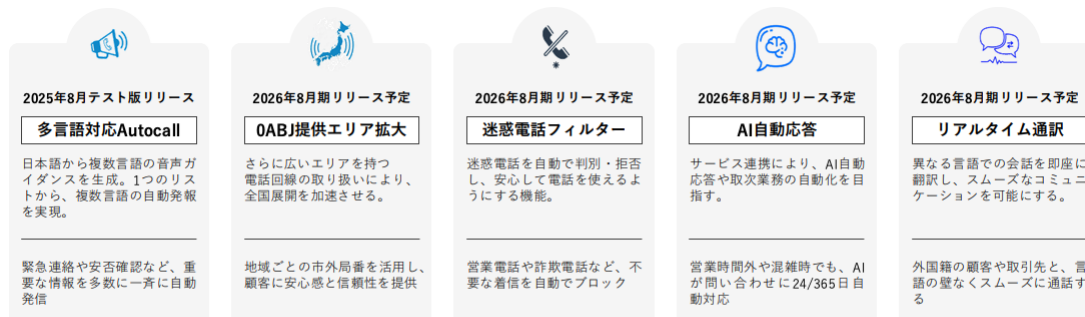 2025年8月テスト版リリース
多言語対応Autocall
日本語から複数言語の音声ガ
イダンスを生成。1つのリス
トから、複数言語の自動発報
を実現。
緊急連絡や安否確認など、重
要な情報を多数に一斉に自動
発信
2026年8月期リリース予定
0ABJ提供エリア拡大
さらに広いエリアを持つ
電話回線の取り扱いにより、
全国展開を加速させる。
地域ごとの市外局番を活用し、
顧客に安心感と信頼性を提供
2026年8月期リリース予定
迷惑電話フィルター
迷惑電話を自動で判別・拒否
し、安心して電話を使えるよ
うにする機能。
営業電話や詐欺電話など、不
要な着信を自動でブロック
2026年8月期リリース予定
AI自動応答
サービス連携により、AI自動
応答や取次業務の自動化を目
指す。
営業時間外や混雑時でも、AI
が問い合わせに24/365日自
動対応
2026年8月期リリース予定
リアルタイム通訳
異なる言語での会話を即座に
翻訳し、スムーズなコミュニ
ケーションを可能にする。
外国籍の顧客や取引先と、言
語の壁なくスムーズに通話す
る